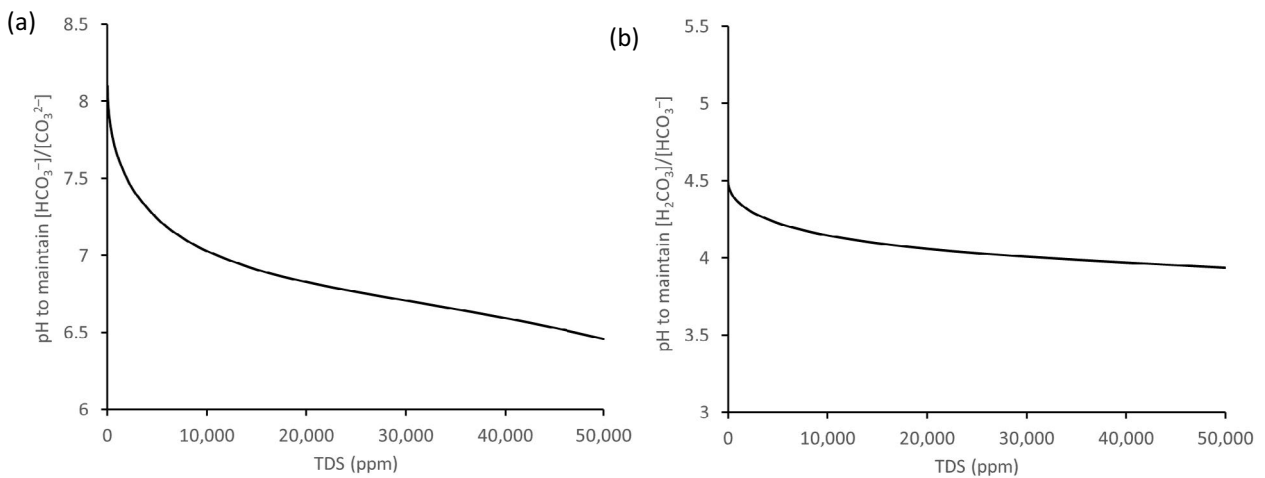 (a)
pH to maintain [HCO₃⁻]/[CO₃²⁻]
8.5
8
7.5
7
6.5
6
0 10,000 20,000 30,000 40,000 50,000
TDS (ppm)
(b)
pH to maintain [H₂CO₃]/[HCO₃⁻]
5.5
5
4.5
4
3.5
3
0 10,000 20,000 30,000 40,000 50,000
TDS (ppm)